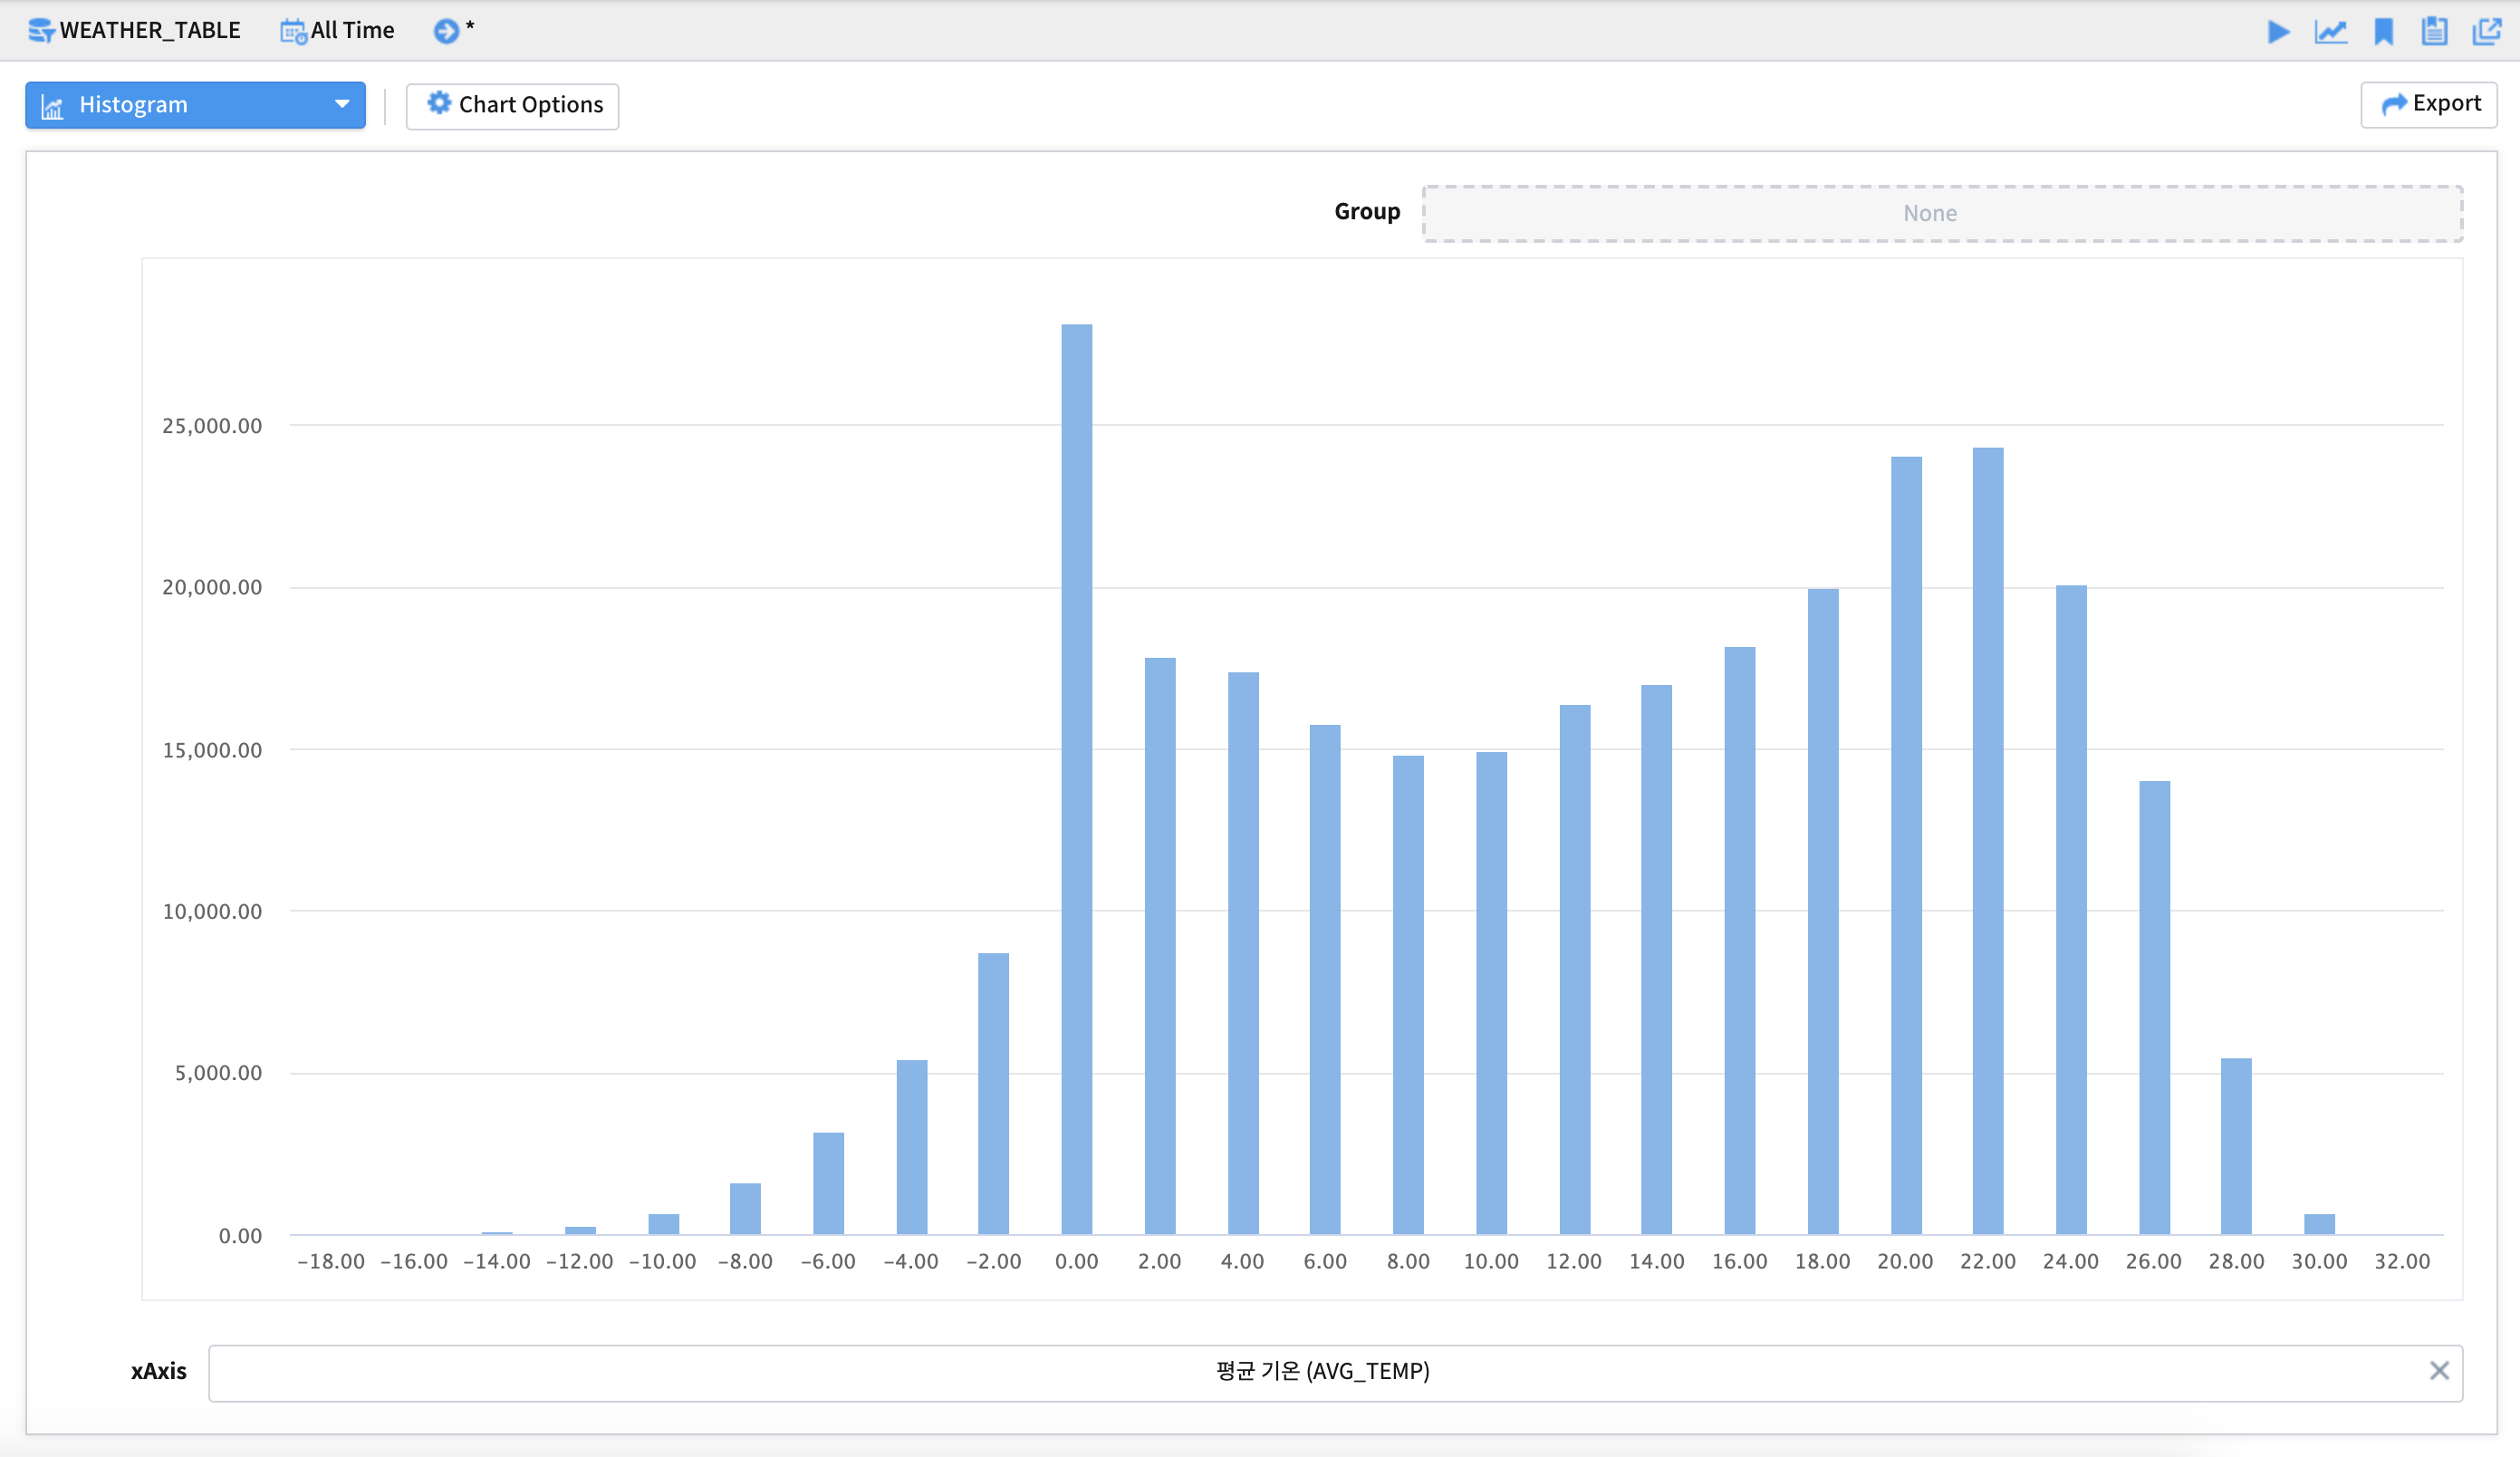 WEATHER_TABLE All Time *
Histogram Chart Options Export
Group None
25,000.00
20,000.00
15,000.00
10,000.00
5,000.00
0.00
−18.00 −16.00 −14.00 −12.00 −10.00 −8.00 −6.00 −4.00 −2.00 0.00 2.00 4.00 6.00 8.00 10.00 12.00 14.00 16.00 18.00 20.00 22.00 24.00 26.00 28.00 30.00 32.00
xAxis 평균 기온 (AVG_TEMP)